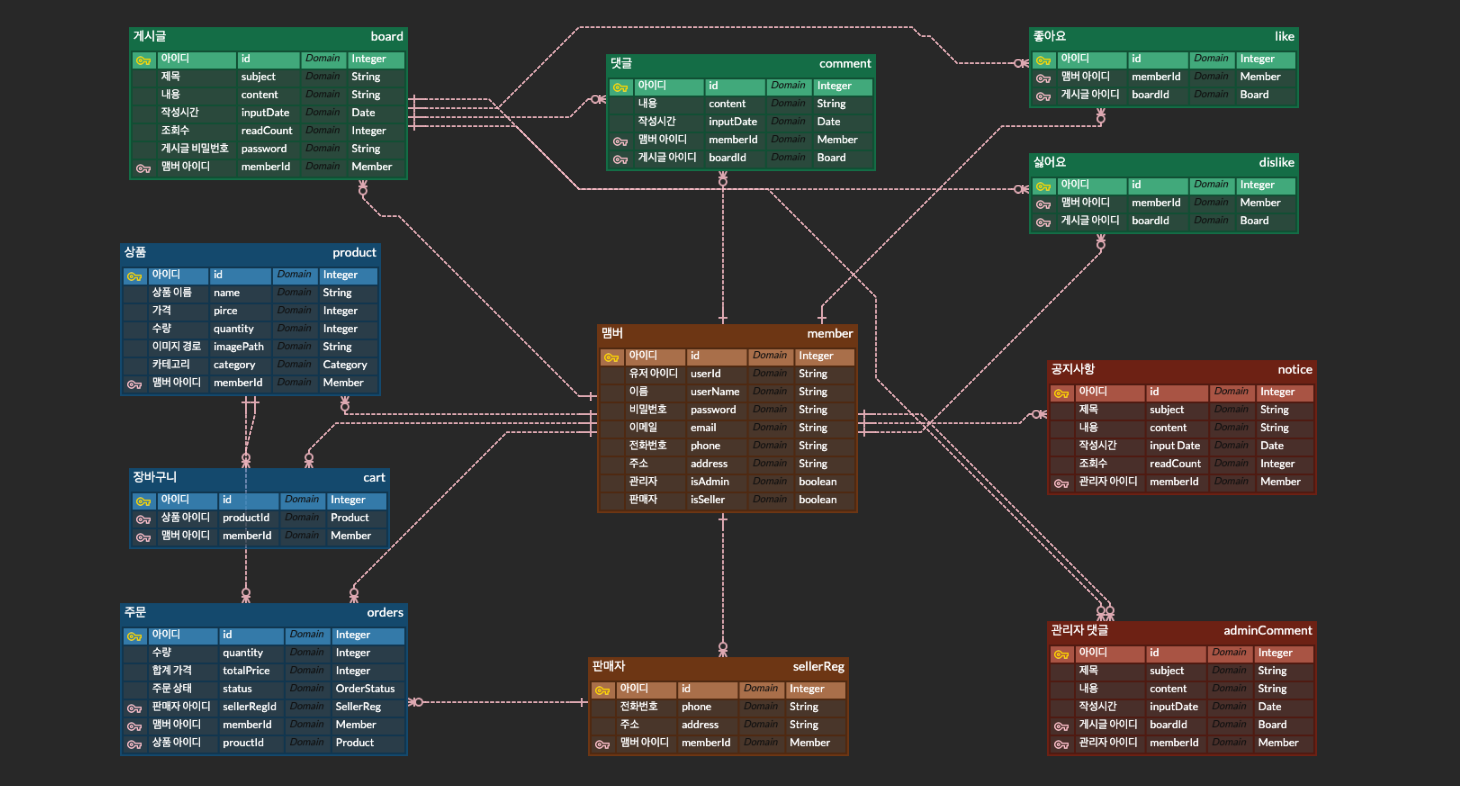 게시글 board
아이디 id Domain Integer
제목 subject Domain String
내용 content Domain String
작성시간 inputDate Domain Date
조회수 readCount Domain Integer
게시글 비밀번호 password Domain String
맴버 아이디 memberId Domain Member
댓글 comment
아이디 id Domain Integer
내용 content Domain String
작성시간 inputDate Domain Date
맴버 아이디 memberId Domain Member
게시글 아이디 boardId Domain Board
좋아요 like
아이디 id Domain Integer
맴버 아이디 memberId Domain Member
게시글 아이디 boardId Domain Board
싫어요 dislike
아이디 id Domain Integer
맴버 아이디 memberId Domain Member
게시글 아이디 boardId Domain Board
상품 product
아이디 id Domain Integer
상품 이름 name Domain String
가격 pirce Domain Integer
수량 quantity Domain Integer
이미지 경로 imagePath Domain String
카테고리 category Domain Category
맴버 아이디 memberId Domain Member
맴버 member
아이디 id Domain Integer
유저 아이디 userId Domain String
이름 userName Domain String
비밀번호 password Domain String
이메일 email Domain String
전화번호 phone Domain String
주소 address Domain String
관리자 isAdmin Domain boolean
판매자 isSeller Domain boolean
공지사항 notice
아이디 id Domain Integer
제목 subject Domain String
내용 content Domain String
작성시간 input Date Domain Date
조회수 readCount Domain Integer
관리자 아이디 memberId Domain Member
장바구니 cart
아이디 id Domain Integer
상품 아이디 productId Domain Product
맴버 아이디 memberId Domain Member
주문 orders
아이디 id Domain Integer
수량 quantity Domain Integer
합계 가격 totalPrice Domain Integer
주문 상태 status Domain OrderStatus
판매자 아이디 sellerRegId Domain SellerReg
맴버 아이디 memberId Domain Member
상품 아이디 prouctId Domain Product
판매자 sellerReg
아이디 id Domain Integer
전화번호 phone Domain String
주소 address Domain String
맴버 아이디 memberId Domain Member
관리자 댓글 adminComment
아이디 id Domain Integer
제목 subject Domain String
내용 content Domain String
작성시간 inputDate Domain Date
게시글 아이디 boardId Domain Board
관리자 아이디 memberId Domain Member